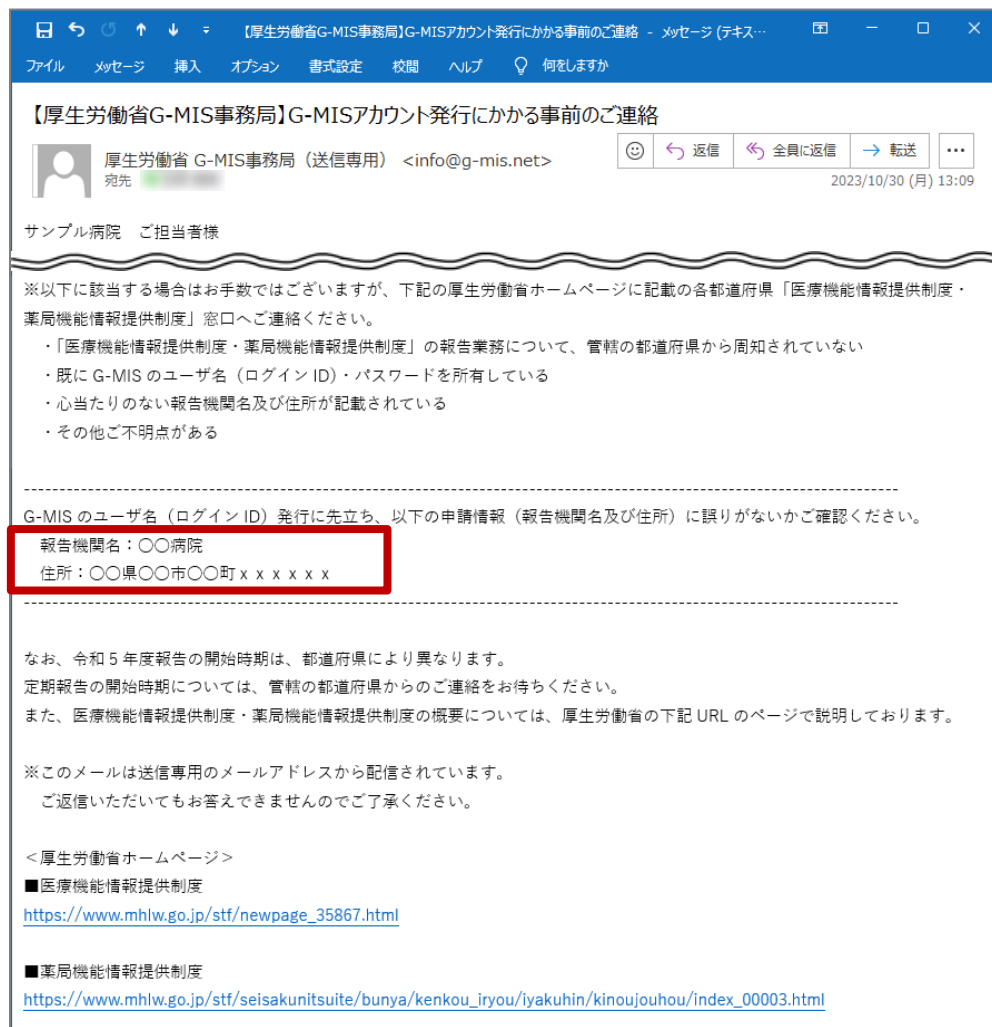 【厚生労働省G-MIS事務局】G-MISアカウント発行にかかる事前のご連絡 - メッセージ (テキス…
ファイル メッセージ 挿入 オプション 書式設定 校閲 ヘルプ 何をしますか
【厚生労働省G-MIS事務局】G-MISアカウント発行にかかる事前のご連絡
厚生労働省 G-MIS事務局（送信専用） <info@g-mis.net>
返信 全員に返信 転送 …
宛先
2023/10/30 (月) 13:09
サンプル病院　ご担当者様
※以下に該当する場合はお手数ではございますが、下記の厚生労働省ホームページに記載の各都道府県「医療機能情報提供制度・
薬局機能情報提供制度」窓口へご連絡ください。
・「医療機能情報提供制度・薬局機能情報提供制度」の報告業務について、管轄の都道府県から周知されていない
・既に G-MIS のユーザ名（ログイン ID）・パスワードを所有している
・心当たりのない報告機関名及び住所が記載されている
・その他ご不明点がある
----------------------------------------------------------------------------------------------------
G-MIS のユーザ名（ログイン ID）発行に先立ち、以下の申請情報（報告機関名及び住所）に誤りがないかご確認ください。
報告機関名：〇〇病院
住所：〇〇県〇〇市〇〇町ｘｘｘｘｘｘ
----------------------------------------------------------------------------------------------------
なお、令和５年度報告の開始時期は、都道府県により異なります。
定期報告の開始時期については、管轄の都道府県からのご連絡をお待ちください。
また、医療機能情報提供制度・薬局機能情報提供制度の概要については、厚生労働省の下記 URL のページで説明しております。
※このメールは送信専用のメールアドレスから配信されています。
ご返信いただいてもお答えできませんのでご了承ください。
＜厚生労働省ホームページ＞
■医療機能情報提供制度
https://www.mhlw.go.jp/stf/newpage_35867.html
■薬局機能情報提供制度
https://www.mhlw.go.jp/stf/seisakunitsuite/bunya/kenkou_iryou/iyakuhin/kinoujouhou/index_00003.html